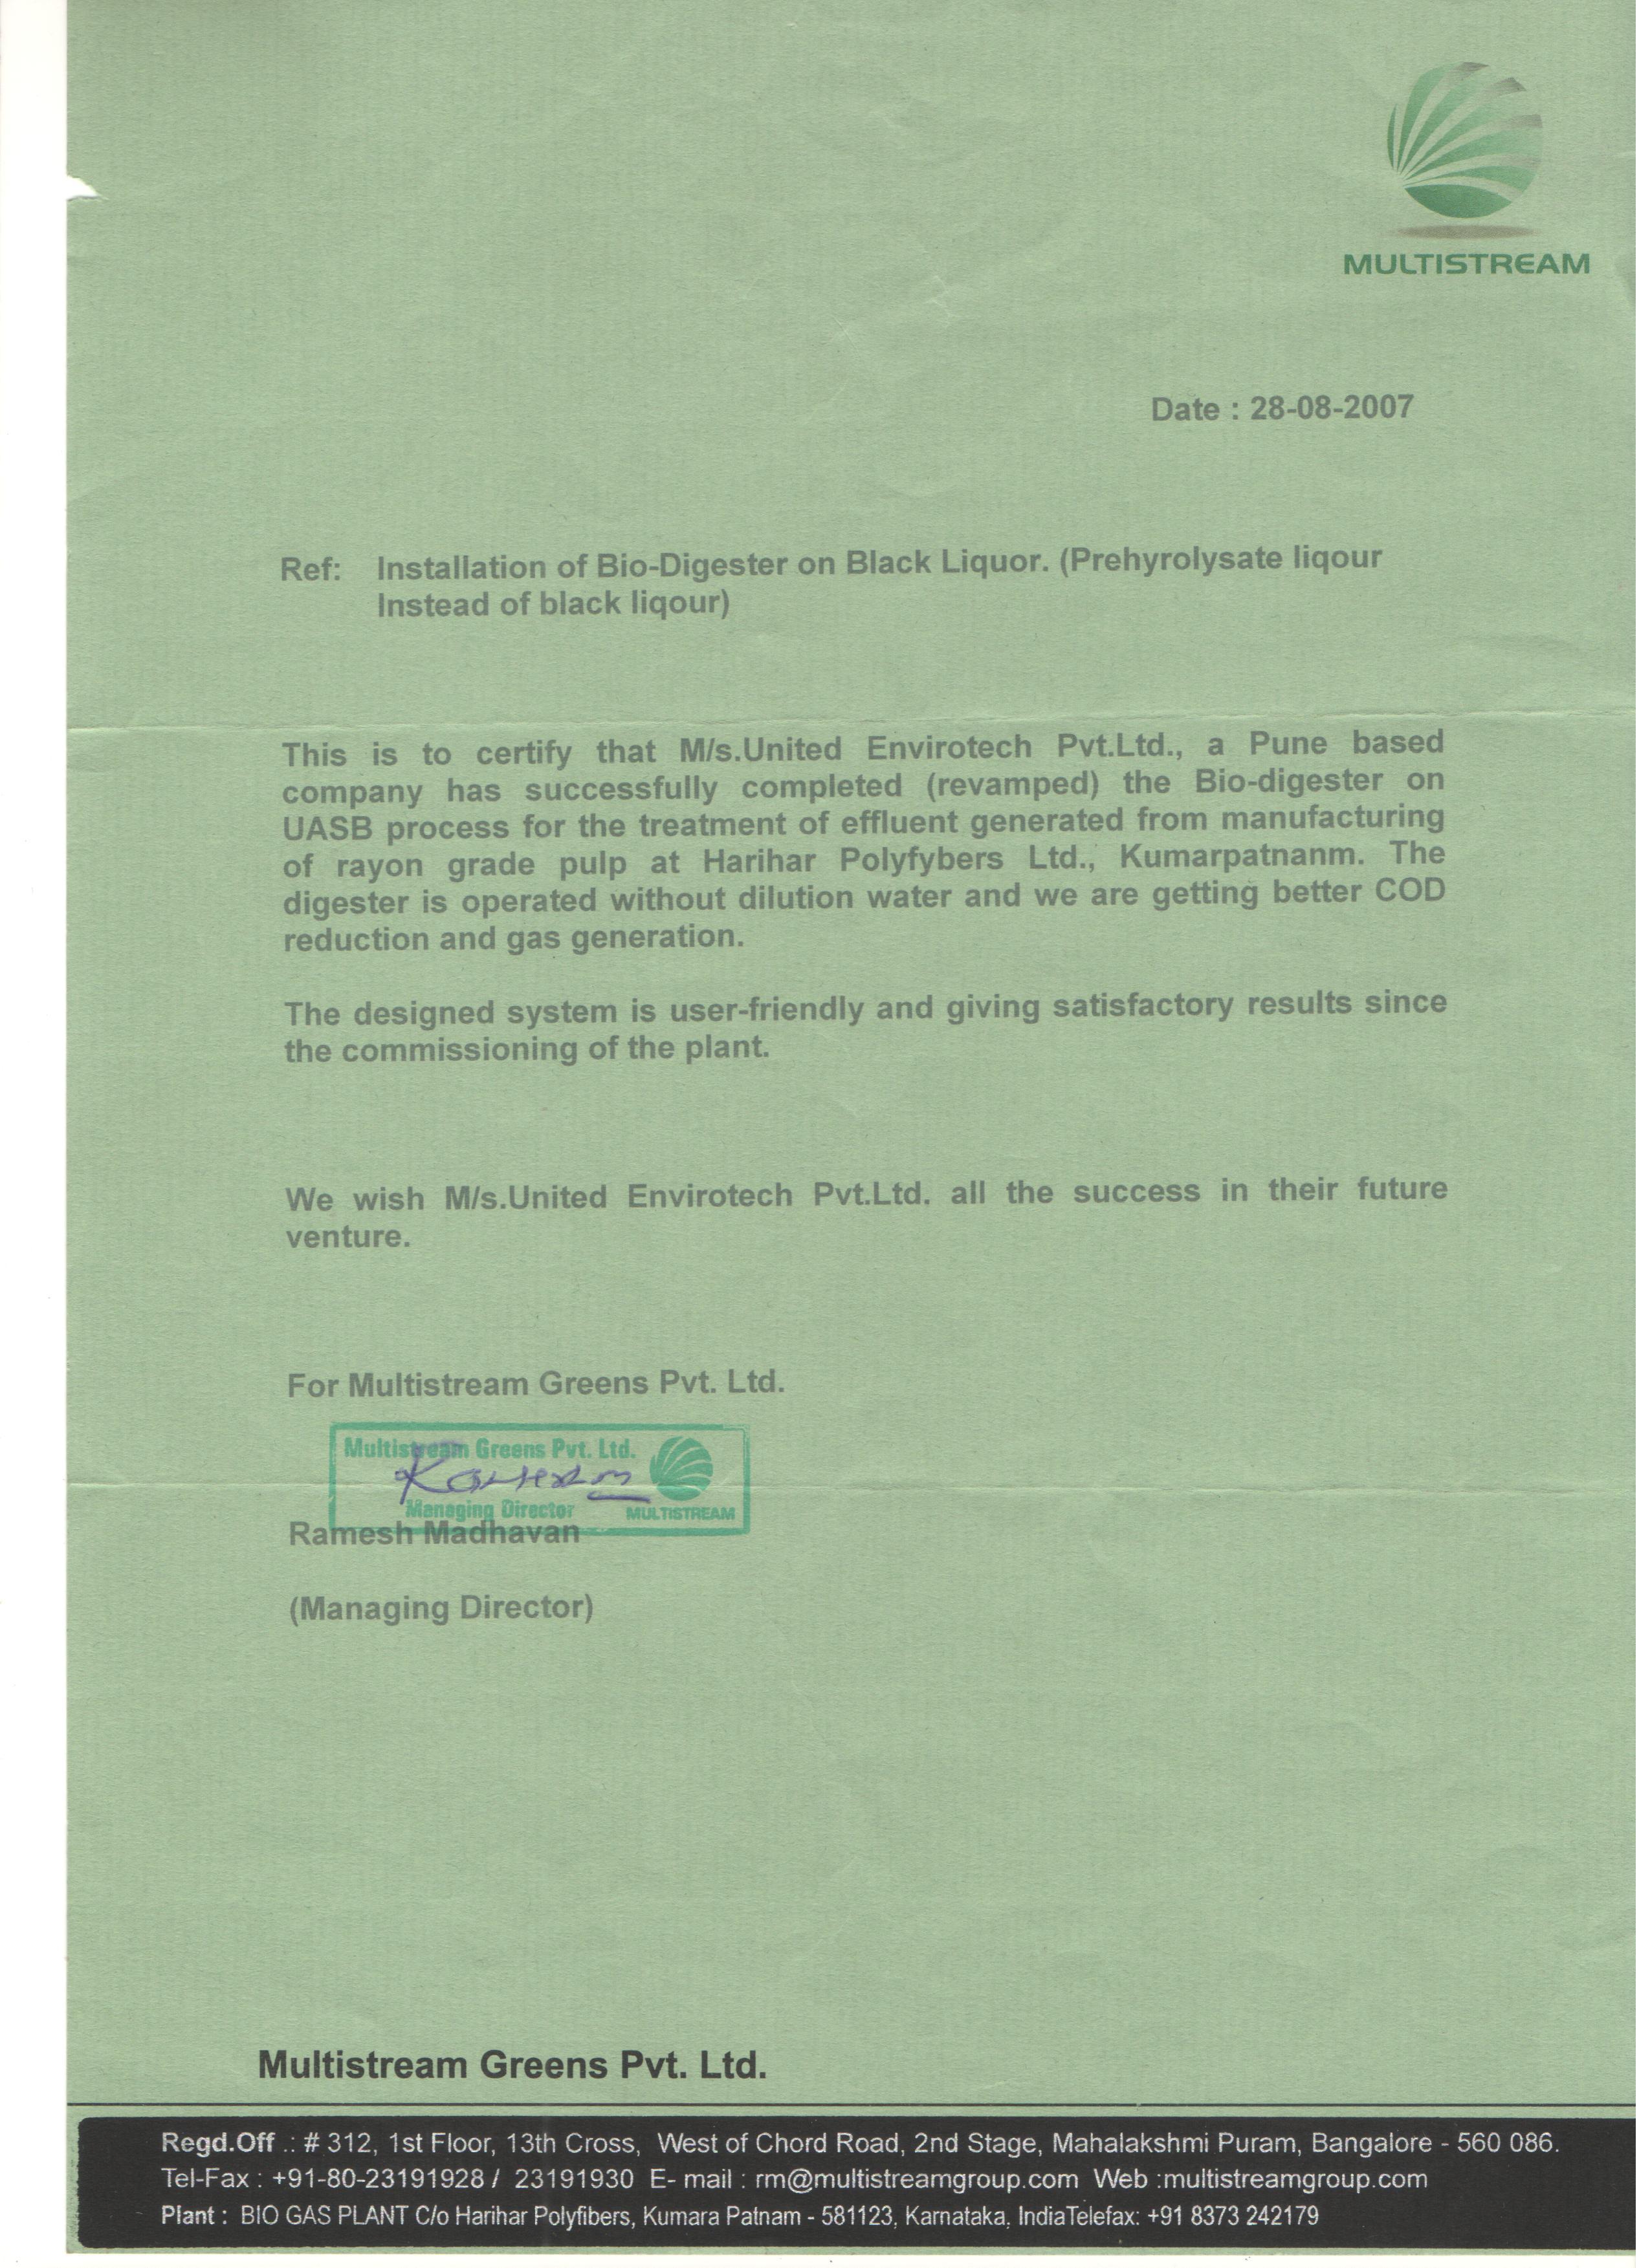 MULTISTREAM
Date : 28-08-2007
Ref: Installation of Bio-Digester on Black Liquor. (Prehyrolysate liqour
Instead of black liqour)
This is to certify that M/s.United Envirotech Pvt.Ltd., a Pune based
company has successfully completed (revamped) the Bio-digester on
UASB process for the treatment of effluent generated from manufacturing
of rayon grade pulp at Harihar Polyfybers Ltd., Kumarpatnanm. The
digester is operated without dilution water and we are getting better COD
reduction and gas generation.
The designed system is user-friendly and giving satisfactory results since
the commissioning of the plant.
We wish M/s.United Envirotech Pvt.Ltd. all the success in their future
venture.
For Multistream Greens Pvt. Ltd.
Multistream Greens Pvt. Ltd.
Managing Director MULTISTREAM
Ramesh Madhavan
(Managing Director)
Multistream Greens Pvt. Ltd.
Regd.Off .: # 312, 1st Floor, 13th Cross, West of Chord Road, 2nd Stage, Mahalakshmi Puram, Bangalore - 560 086.
Tel-Fax : +91-80-23191928 / 23191930 E- mail : rm@multistreamgroup.com Web :multistreamgroup.com
Plant : BIO GAS PLANT C/o Harihar Polyfibers, Kumara Patnam - 581123, Karnataka, IndiaTelefax: +91 8373 242179